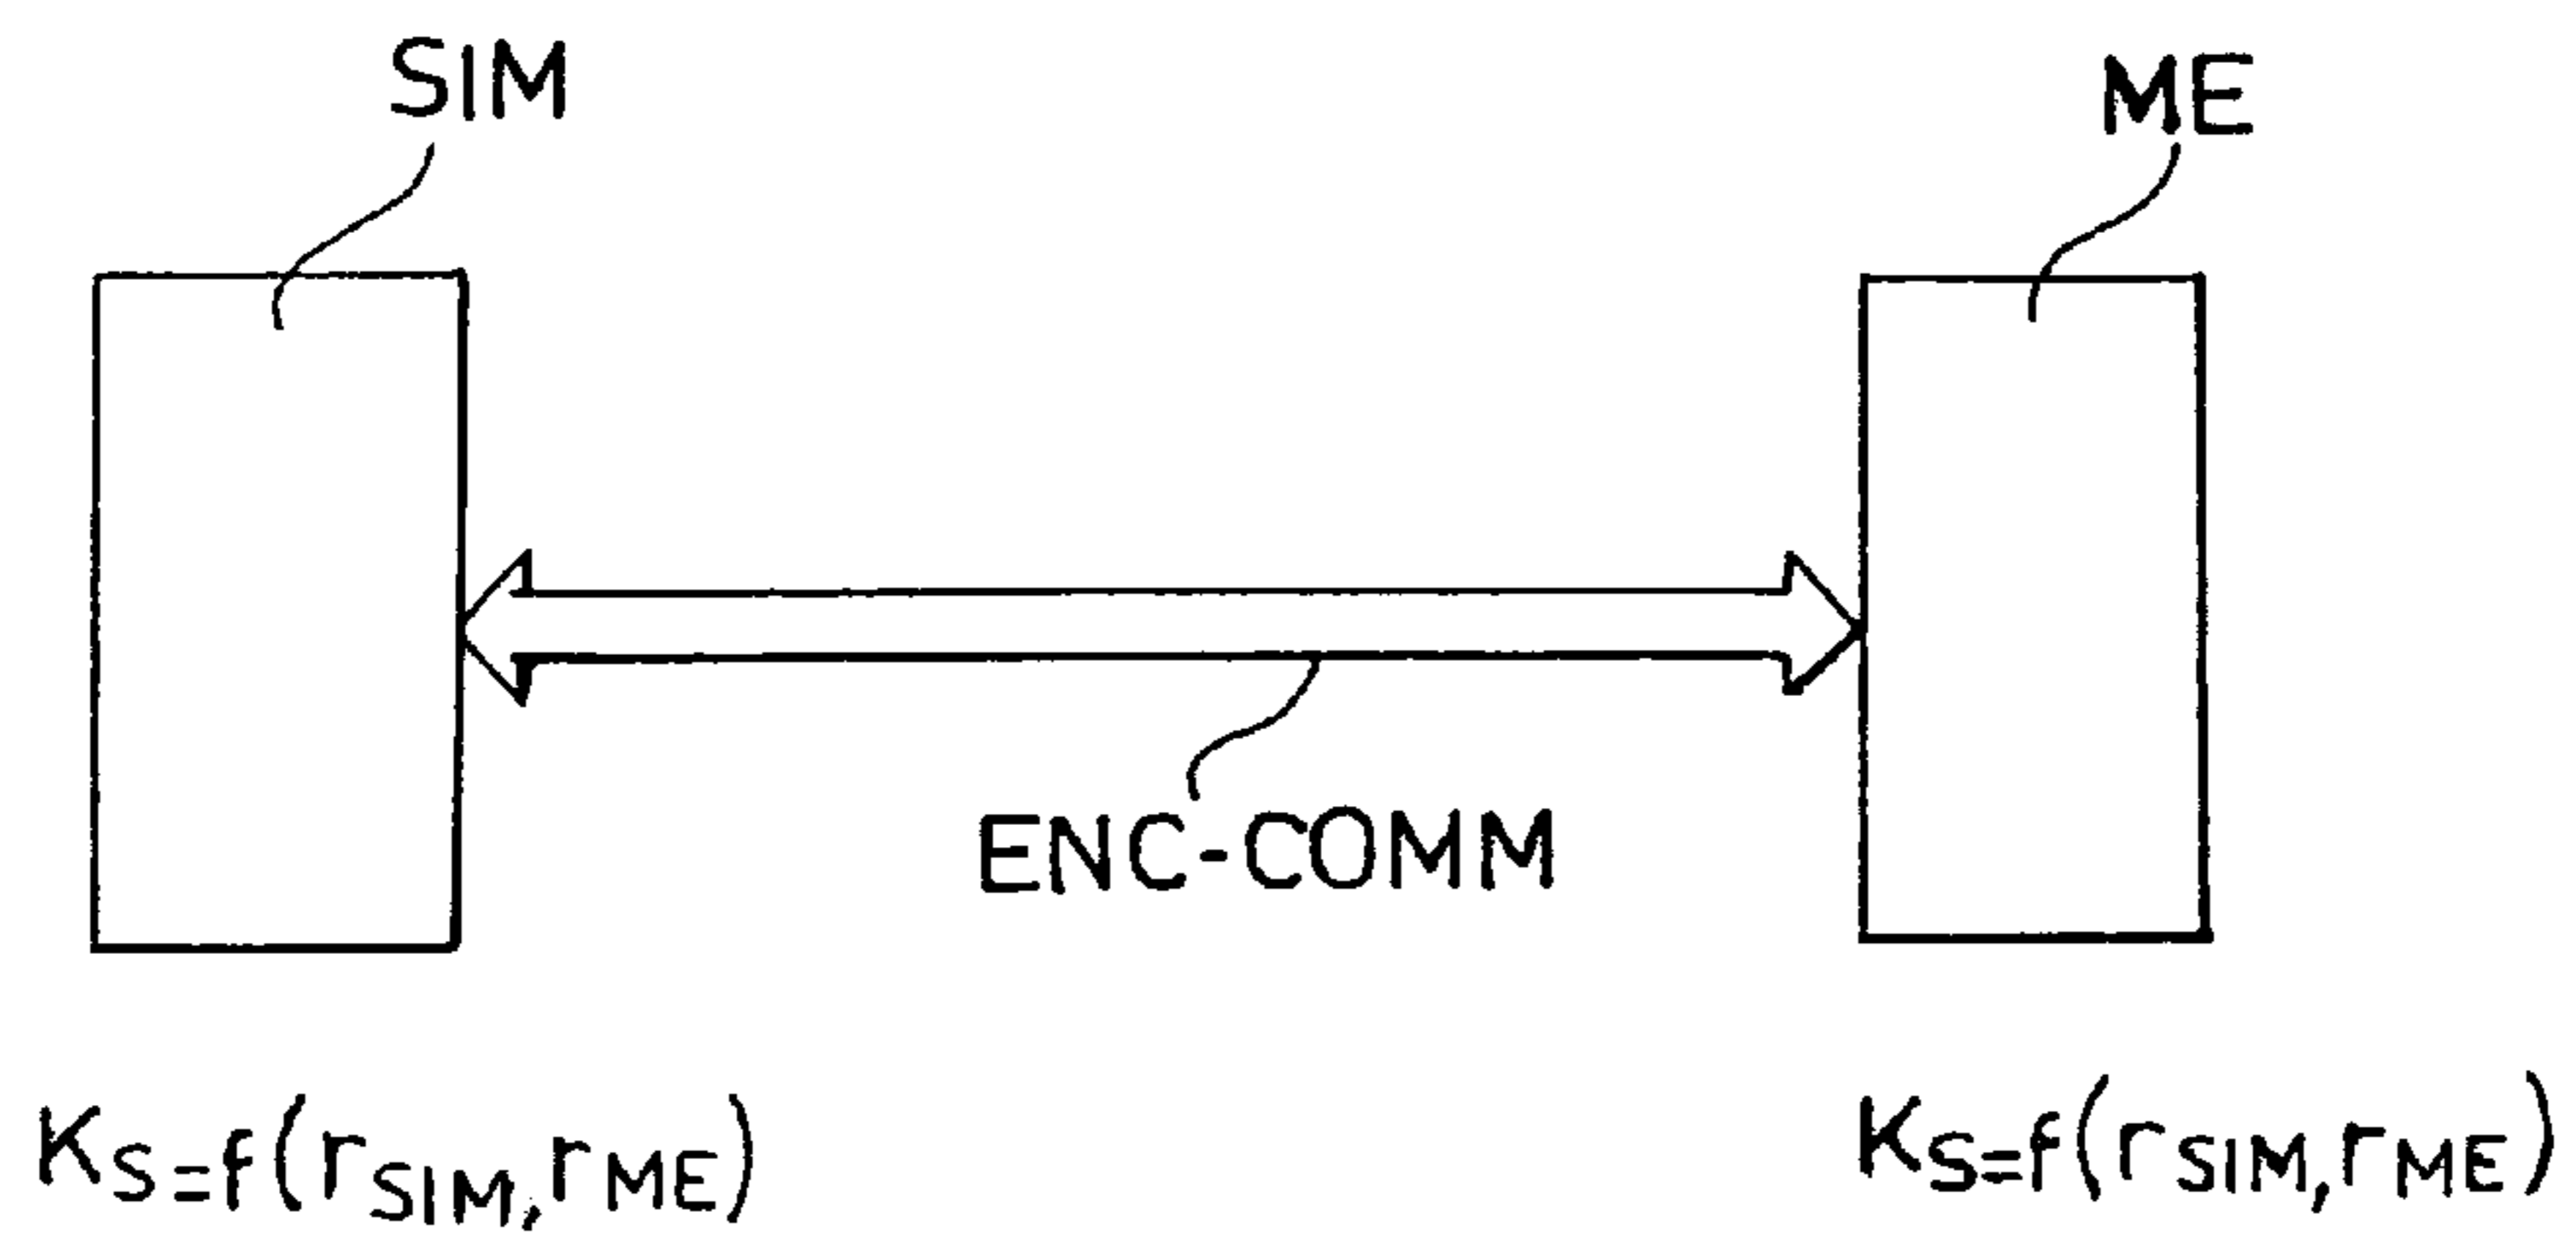 SIM
ME
ENC-COMM
KS=f(rSIM,rME)
KS=f(rSIM,rME)